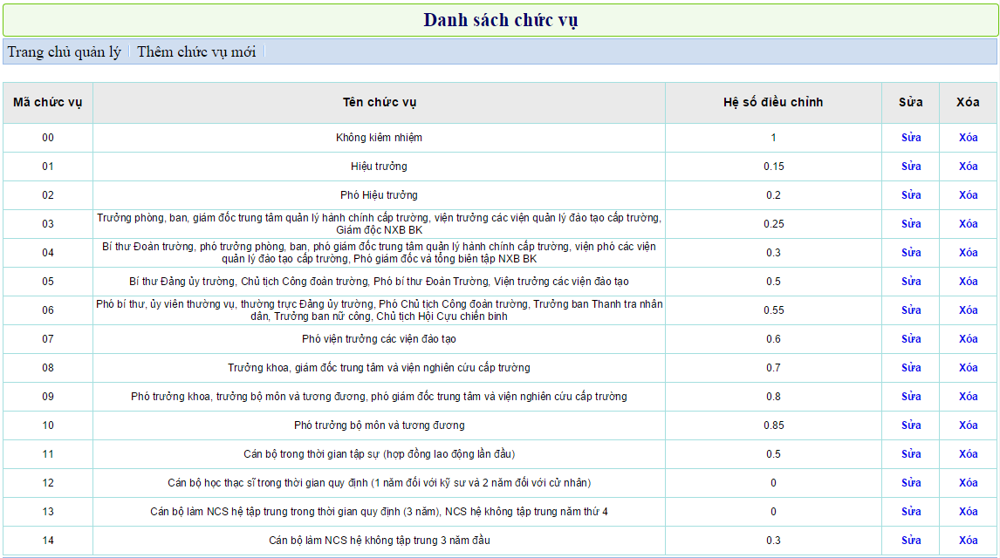 Danh sách chức vụ
Trang chủ quản lý Thêm chức vụ mới
Mã chức vụ Tên chức vụ Hệ số điều chỉnh Sửa Xóa
00 Không kiêm nhiệm 1 Sửa Xóa
01 Hiệu trưởng 0.15 Sửa Xóa
02 Phó Hiệu trưởng 0.2 Sửa Xóa
03 Trưởng phòng, ban, giám đốc trung tâm quản lý hành chính cấp trường, viện trưởng các viện quản lý đào tạo cấp trường,
Giám độc NXB BK 0.25 Sửa Xóa
04 Bí thư Đoàn trường, phó trưởng phòng, ban, phó giám đốc trung tâm quản lý hành chính cấp trường, viện phó các viện
quản lý đào tạo cấp trường, Phó giám đốc và tổng biên tập NXB BK 0.3 Sửa Xóa
05 Bí thư Đảng ủy trường, Chủ tịch Công đoàn trường, Phó bí thư Đoàn Trường, Viện trưởng các viện đào tạo 0.5 Sửa Xóa
06 Phó bí thư, ủy viên thường vụ, thường trực Đảng ủy trường, Phó Chủ tịch Công đoàn trường, Trưởng ban Thanh tra nhân
dân, Trưởng ban nữ công, Chủ tịch Hội Cựu chiến binh 0.55 Sửa Xóa
07 Phó viện trưởng các viện đào tạo 0.6 Sửa Xóa
08 Trưởng khoa, giám đốc trung tâm và viện nghiên cứu cấp trường 0.7 Sửa Xóa
09 Phó trưởng khoa, trưởng bộ môn và tương đương, phó giám đốc trung tâm và viện nghiên cứu cấp trường 0.8 Sửa Xóa
10 Phó trưởng bộ môn và tương đương 0.85 Sửa Xóa
11 Cán bộ trong thời gian tập sự (hợp đồng lao động lần đầu) 0.5 Sửa Xóa
12 Cán bộ học thạc sĩ trong thời gian quy định (1 năm đối với kỹ sư và 2 năm đối với cử nhân) 0 Sửa Xóa
13 Cán bộ làm NCS hệ tập trung trong thời gian quy định (3 năm), NCS hệ không tập trung năm thứ 4 0 Sửa Xóa
14 Cán bộ làm NCS hệ không tập trung 3 năm đầu 0.3 Sửa Xóa